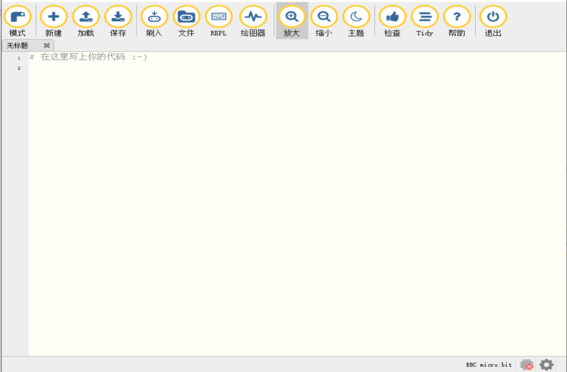 模式 新建 加载 保存 刷入 文件 REPL 绘图器 放大 缩小 主题 检查 Tidy 帮助 退出
无标题
1 # 在这里写上你的代码 :-)
2
BBC micro:bit